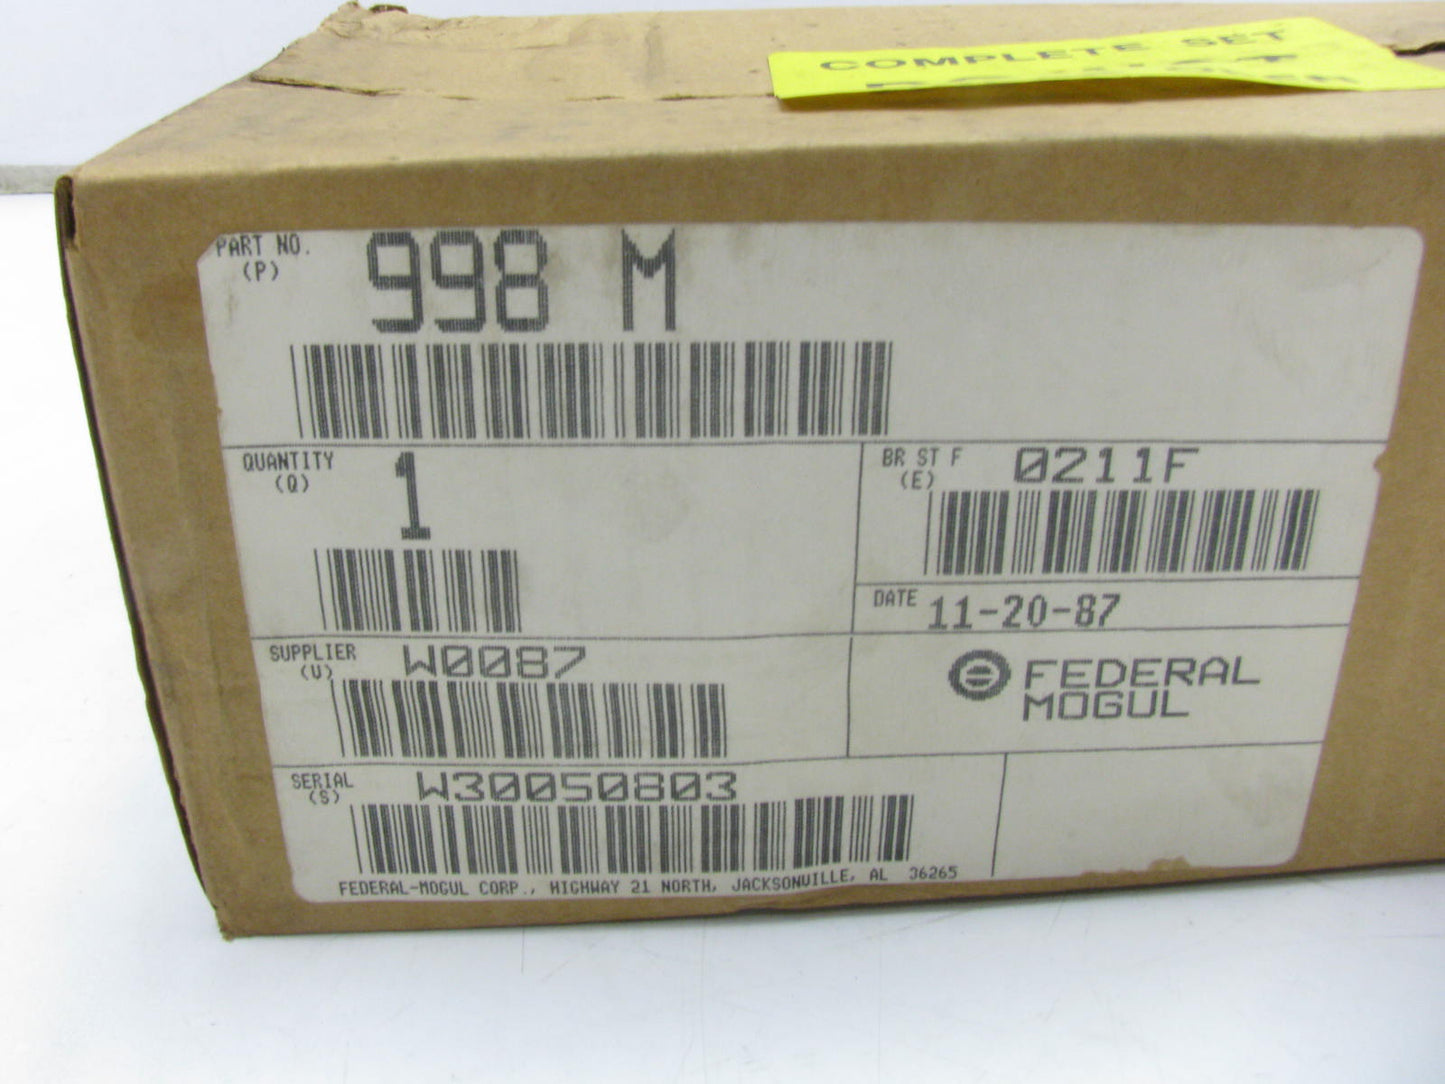 COMPLETE SET
PART NO.
(P)
998 M
QUANTITY
(Q)
1
BR ST F
(E)
0211F
DATE 11-20-87
SUPPLIER
(V)
W0087
FEDERAL
MOGUL
SERIAL
(S)
W30050803
FEDERAL-MOGUL CORP., HIGHWAY 21 NORTH, JACKSONVILLE, AL 36265